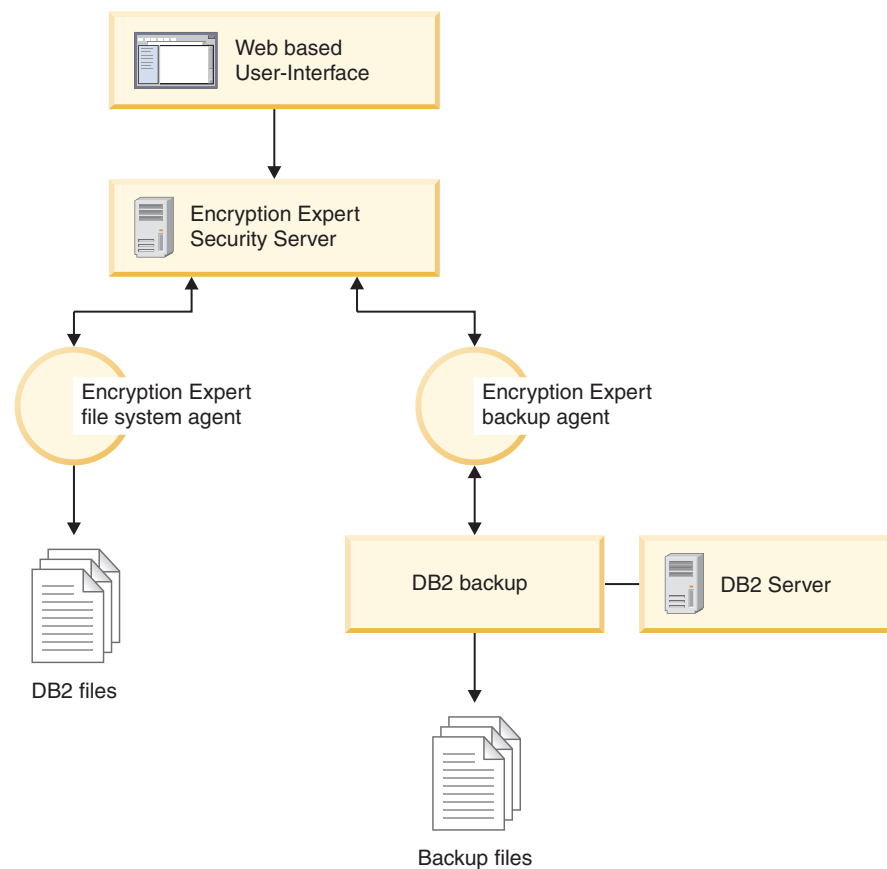 Web based
User-Interface
Encryption Expert
Security Server
Encryption Expert
file system agent
Encryption Expert
backup agent
DB2 backup
DB2 Server
DB2 files
Backup files